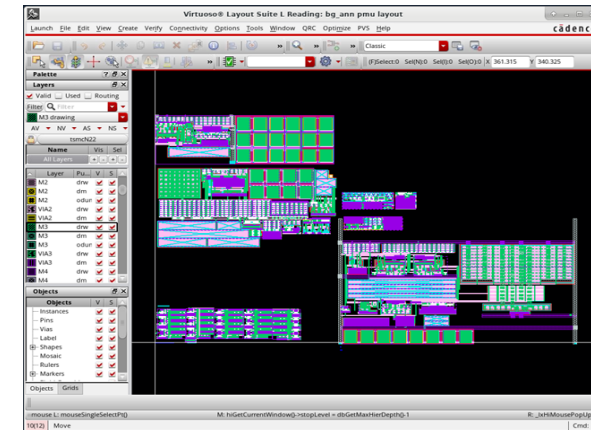 Virtuoso® Layout Suite L Reading: bg_ann pmu layout
Launch File Edit View Create Verify Connectivity Options Tools Window QRC Optimize PVS Help cādence
Classic
(F)Select:0 Sel(N):0 Sel(I):0 Sel(O):0 X 361.315 Y 340.325
Palette
Layers
Valid Used Routing
Filter Filter
M3 drawing
AV NV AS NS
tsmcN22
Name Vis Sel
All Layers
Layer Pu... V S
M2 drw
M2 dm
M2 odur
VIA2 drw
VIA2 dm
M3 drw
M3 dm
M3 odur
VIA3 drw
VIA3 dm
M4 drw
M4 dm
Objects
Objects V S
Instances
Pins
Vias
Label
Shapes
Mosaic
Rulers
Markers
Objects Grids
mouse L: mouseSingleSelectPt() M: hiGetCurrentWindow()->stopLevel = dbGetMaxHierDepth()-1 R: _lxHiMousePopUp
10(12) Move Cmd: